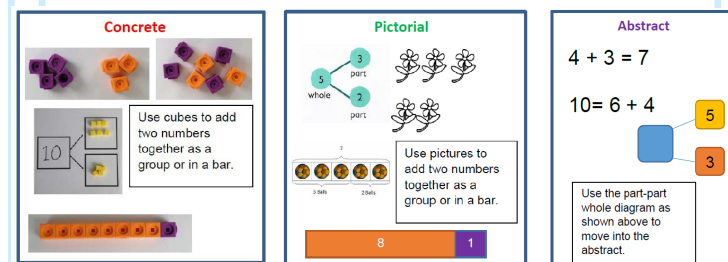 Concrete
10
Use cubes to add
two numbers
together as a
group or in a bar.
Pictorial
3
part
5
whole
2
part
?
3 Balls
2 Balls
Use pictures to
add two numbers
together as a
group or in a bar.
8
1
Abstract
4 + 3 = 7
10= 6 + 4
5
3
Use the part-part
whole diagram as
shown above to
move into the
abstract.